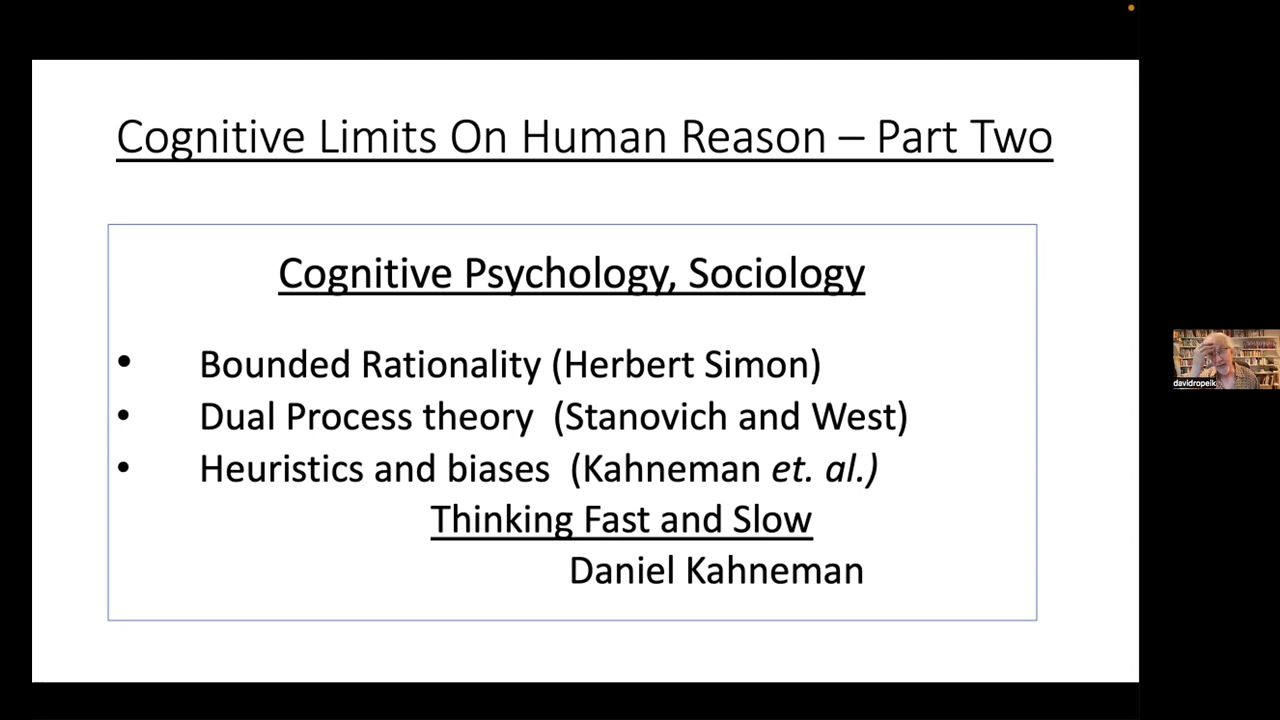 Cognitive Limits On Human Reason – Part Two
Cognitive Psychology, Sociology
• Bounded Rationality (Herbert Simon)
• Dual Process theory (Stanovich and West)
• Heuristics and biases (Kahneman et. al.)
Thinking Fast and Slow
Daniel Kahneman
davidropeik